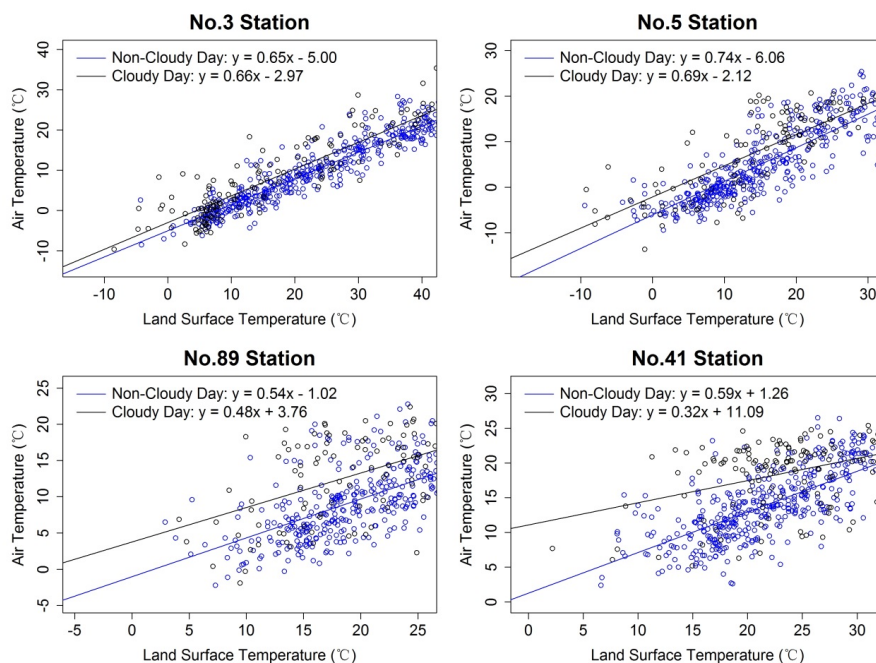 No.3 Station
Non-Cloudy Day: y = 0.65x - 5.00
Cloudy Day: y = 0.66x - 2.97
Air Temperature (℃)
40
30
20
10
0
-10
-10 0 10 20 30 40
Land Surface Temperature (℃)
No.5 Station
Non-Cloudy Day: y = 0.74x - 6.06
Cloudy Day: y = 0.69x - 2.12
Air Temperature (℃)
30
20
10
0
-10
-10 0 10 20 30
Land Surface Temperature (℃)
No.89 Station
Non-Cloudy Day: y = 0.54x - 1.02
Cloudy Day: y = 0.48x + 3.76
Air Temperature (℃)
25
20
15
10
5
0
-5
-5 0 5 10 15 20 25
Land Surface Temperature (℃)
No.41 Station
Non-Cloudy Day: y = 0.59x + 1.26
Cloudy Day: y = 0.32x + 11.09
Air Temperature (℃)
30
25
20
15
10
5
0
0 5 10 15 20 25 30
Land Surface Temperature (℃)